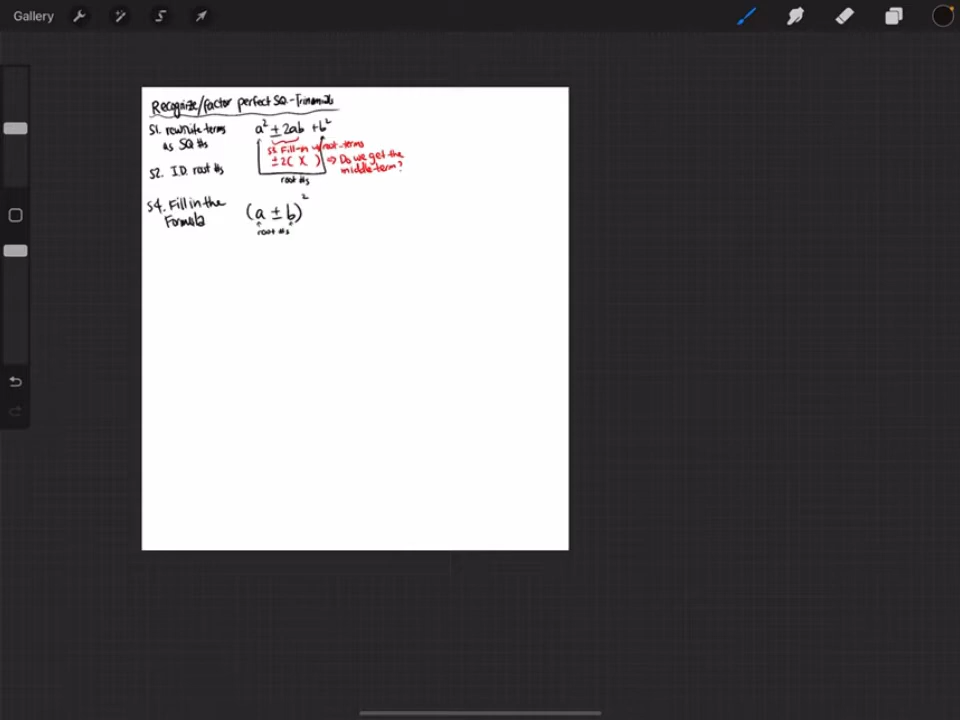 Gallery
Recognize/factor perfect SQ.-Trinomials
S1. rewrite terms as SQ #s
a² ± 2ab + b²
S3. Fill-in w/ root-terms
±2( )( ) ⇒ Do we get the middle-term?
S2. I.D. root #s
root #s
S4. Fill in the Formula
(a ± b)²
root #s